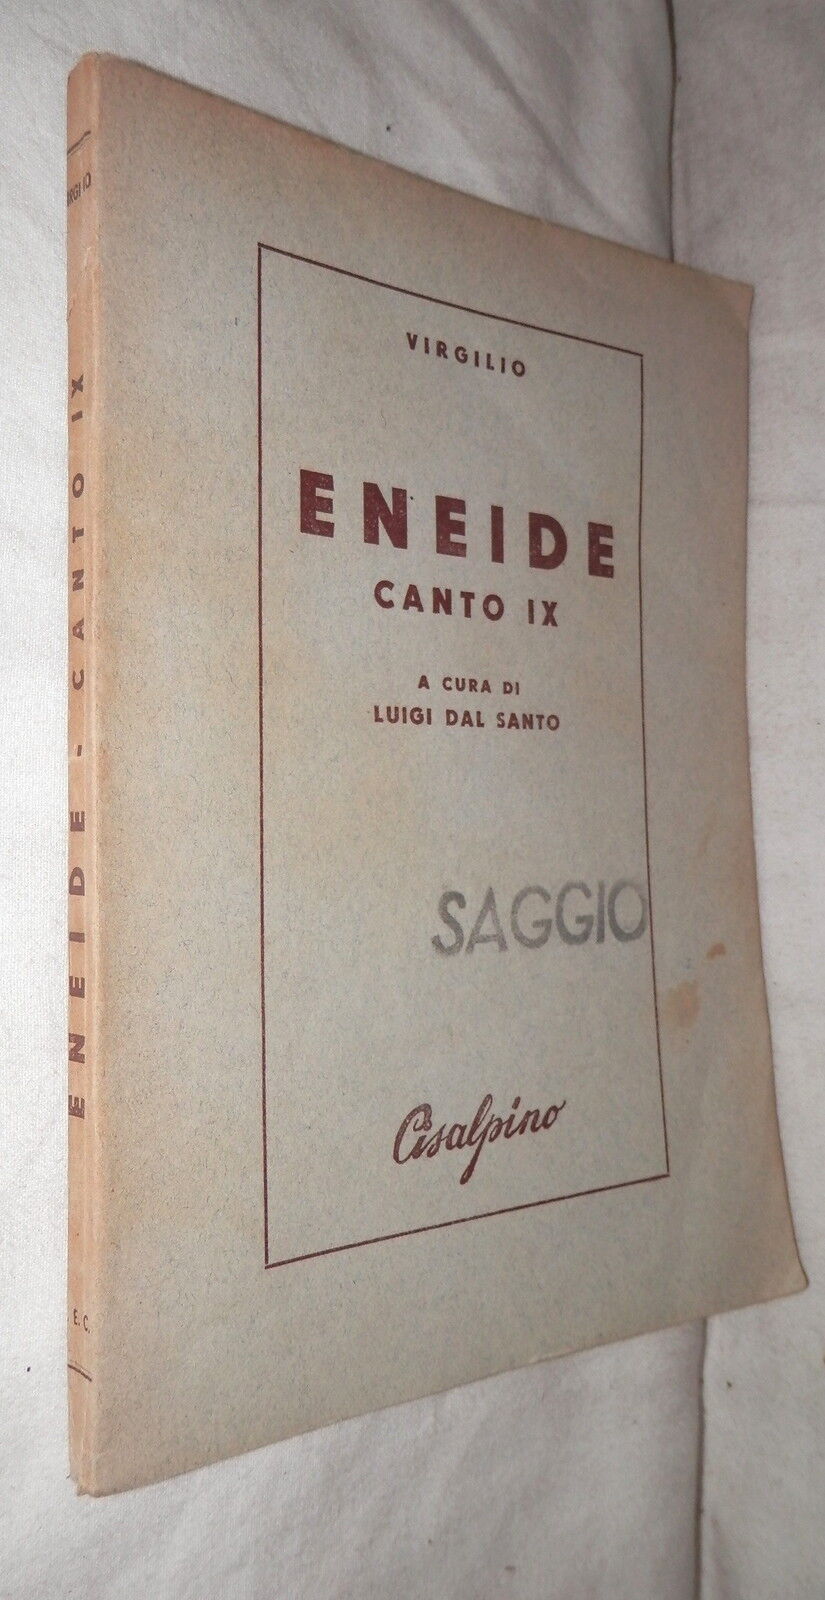 VIRGILIO
ENEIDE
CANTO IX
A CURA DI
LUIGI DAL SANTO
SAGGIO
Cisalpino
ENEIDE - CANTO IX
E. C.